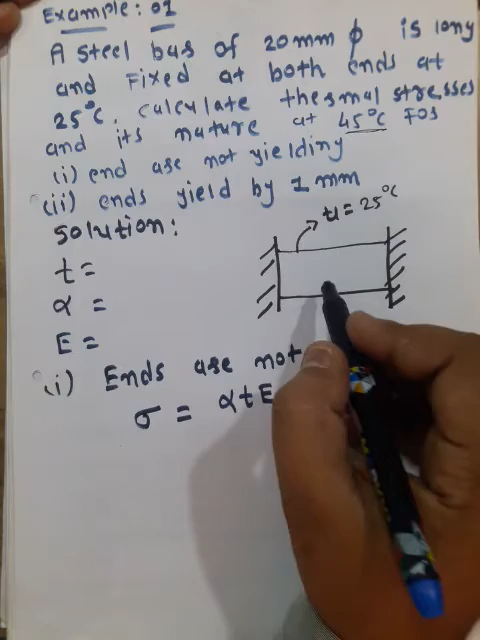 Example: 01
A steel bar of 20mm ϕ is long
and Fixed at both ends at
25°C. calculate thermal stresses
and its nature at 45°C FOS
(i) end are not yielding
(ii) ends yield by 1mm
Solution:
t1 = 25°C
t =
α =
E =
(i) Ends are not
σ = αtE